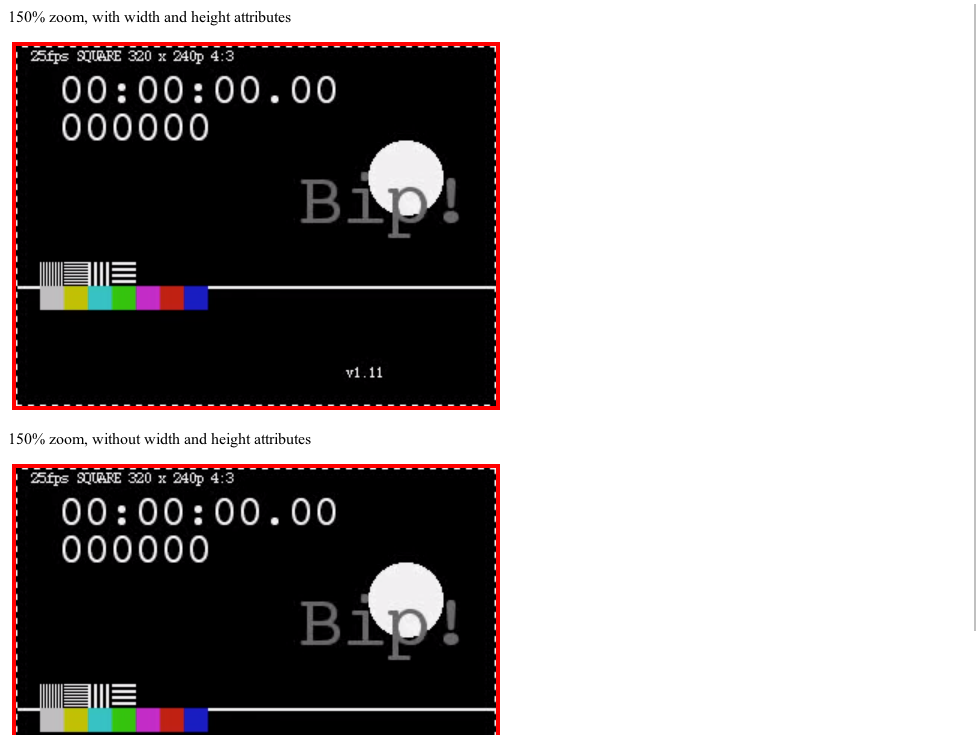 150% zoom, with width and height attributes
25fps SQUARE 320 x 240p 4:3
00:00:00.00
000000
Bip!
v1.11
150% zoom, without width and height attributes
25fps SQUARE 320 x 240p 4:3
00:00:00.00
000000
Bip!